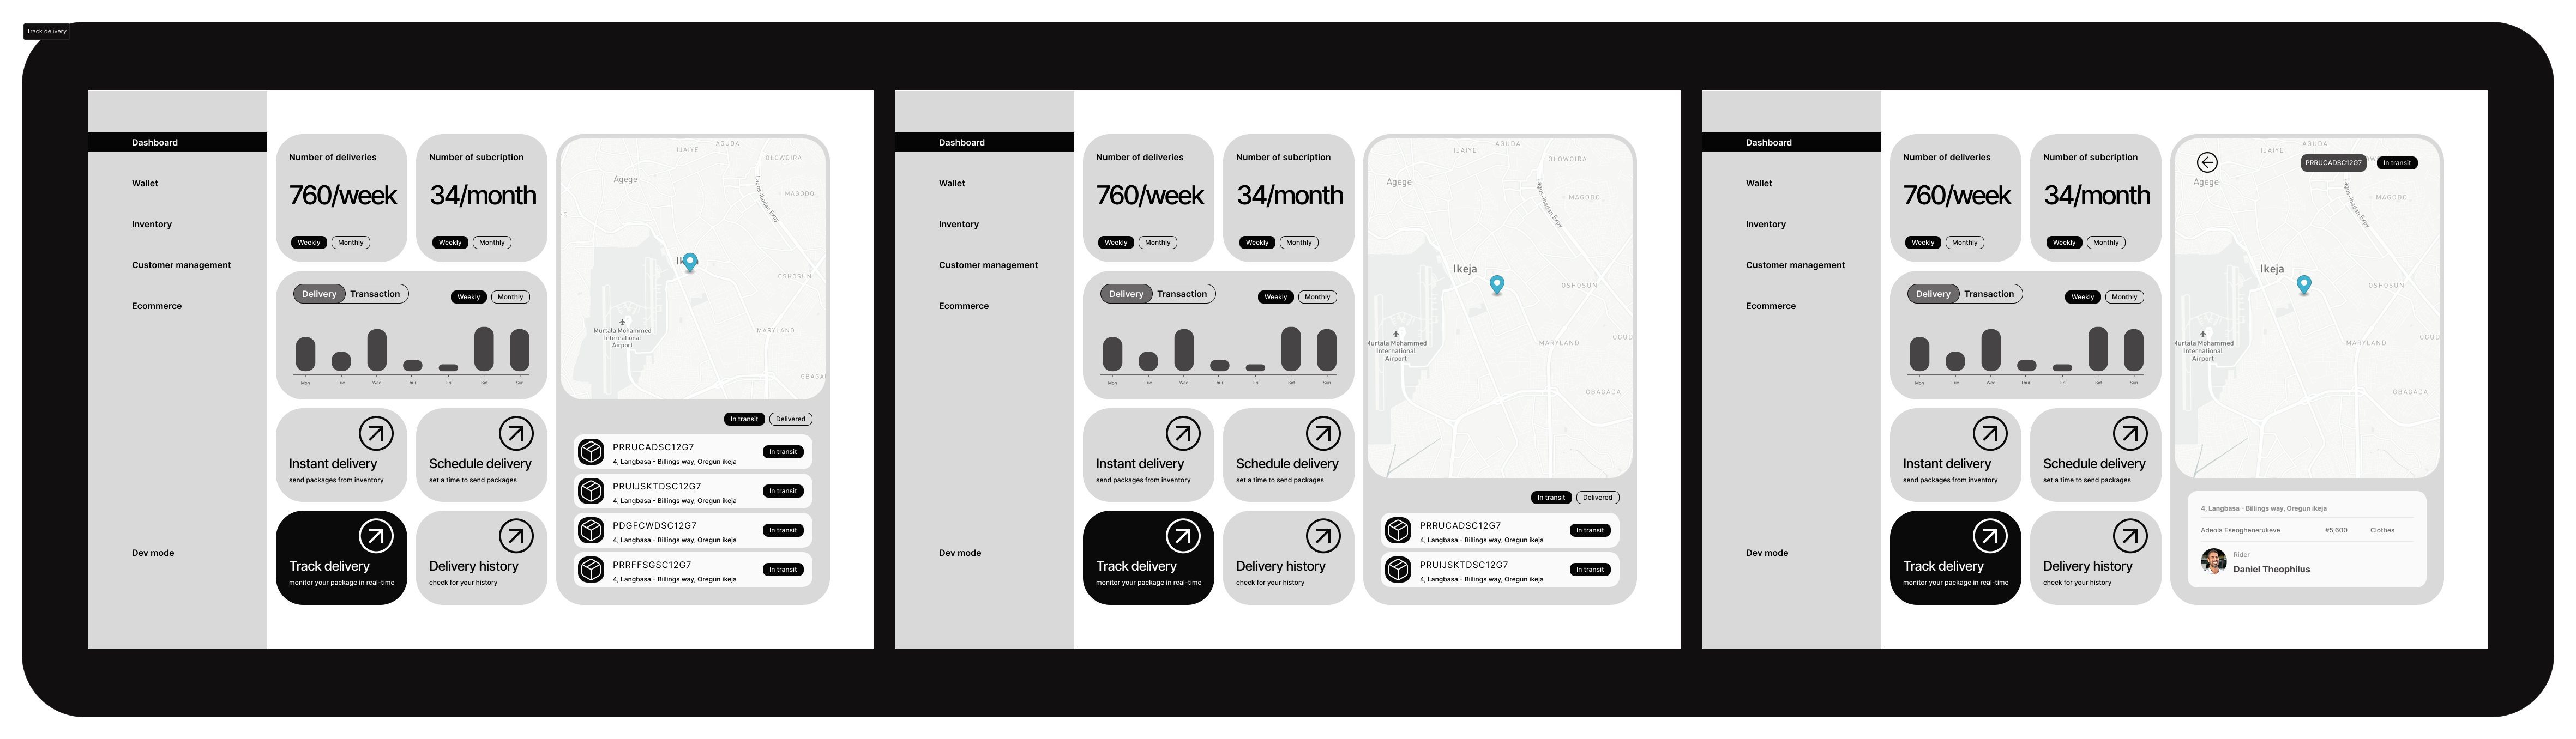 Track delivery
Dashboard
Wallet
Inventory
Customer management
Ecommerce
Dev mode
Number of deliveries
760/week
Weekly Monthly
Number of subcription
34/month
Weekly Monthly
Delivery Transaction
Weekly Monthly
Mon Tue Wed Thur Fri Sat Sun
Instant delivery
send packages from inventory
Schedule delivery
set a time to send packages
Track delivery
monitor your package in real-time
Delivery history
check for your history
IJAIYE
AGUDA
OLOWOIRA
Agege
Lagos-Ibadan Expy
MAGODO
OSHOSUN
Murtala Mohammed
International
Airport
MARYLAND
In transit Delivered
PRRUCADSC12G7
4, Langbasa - Billings way, Oregun ikeja
In transit
PRUIJSKTDSC12G7
4, Langbasa - Billings way, Oregun ikeja
In transit
PDGFCWDSC12G7
4, Langbasa - Billings way, Oregun ikeja
In transit
PRRFFSGSC12G7
4, Langbasa - Billings way, Oregun ikeja
In transit
Dashboard
Wallet
Inventory
Customer management
Ecommerce
Dev mode
Number of deliveries
760/week
Weekly Monthly
Number of subcription
34/month
Weekly Monthly
Delivery Transaction
Weekly Monthly
Mon Tue Wed Thur Fri Sat Sun
Instant delivery
send packages from inventory
Schedule delivery
set a time to send packages
Track delivery
monitor your package in real-time
Delivery history
check for your history
IJAIYE
AGUDA
OLOWOIRA
Agege
Lagos-Ibadan Expy
MAGODO
Ikeja
OSHOSUN
Murtala Mohammed
International
Airport
MARYLAND
GBAGADA
In transit Delivered
PRRUCADSC12G7
4, Langbasa - Billings way, Oregun ikeja
In transit
PRUIJSKTDSC12G7
4, Langbasa - Billings way, Oregun ikeja
In transit
Dashboard
Wallet
Inventory
Customer management
Ecommerce
Dev mode
Number of deliveries
760/week
Weekly Monthly
Number of subcription
34/month
Weekly Monthly
Delivery Transaction
Weekly Monthly
Mon Tue Wed Thur Fri Sat Sun
Instant delivery
send packages from inventory
Schedule delivery
set a time to send packages
Track delivery
monitor your package in real-time
Delivery history
check for your history
IJAIYE
AGUDA
PRRUCADSC12G7 In transit
Agege
Lagos-Ibadan Expy
MAGODO
Ikeja
OSHOSUN
Murtala Mohammed
International
Airport
MARYLAND
GBAGADA
4, Langbasa - Billings way, Oregun ikeja
Adeola Eseoghenerukeve #5,600 Clothes
Rider
Daniel Theophilus